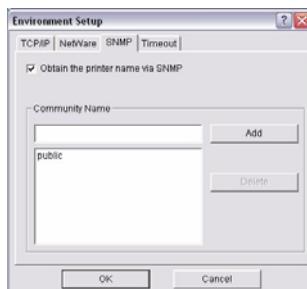 Environment Setup
TCP/IP NetWare SNMP Timeout
Obtain the printer name via SNMP
Community Name
Add
public
Delete
OK Cancel